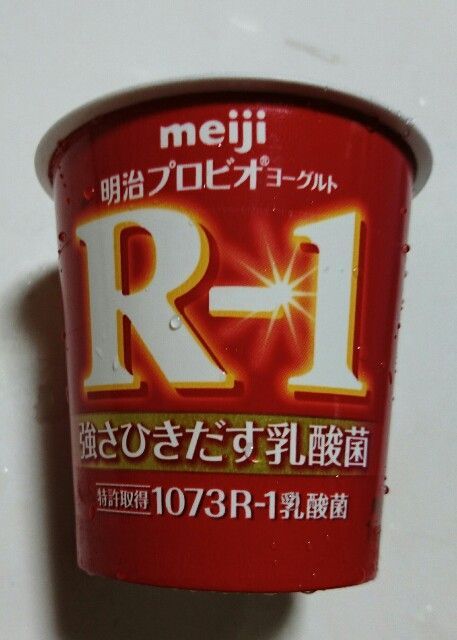 meiji
明治プロビオ®ヨーグルト
R-1
強さひきだす乳酸菌
特許取得 1073R-1乳酸菌